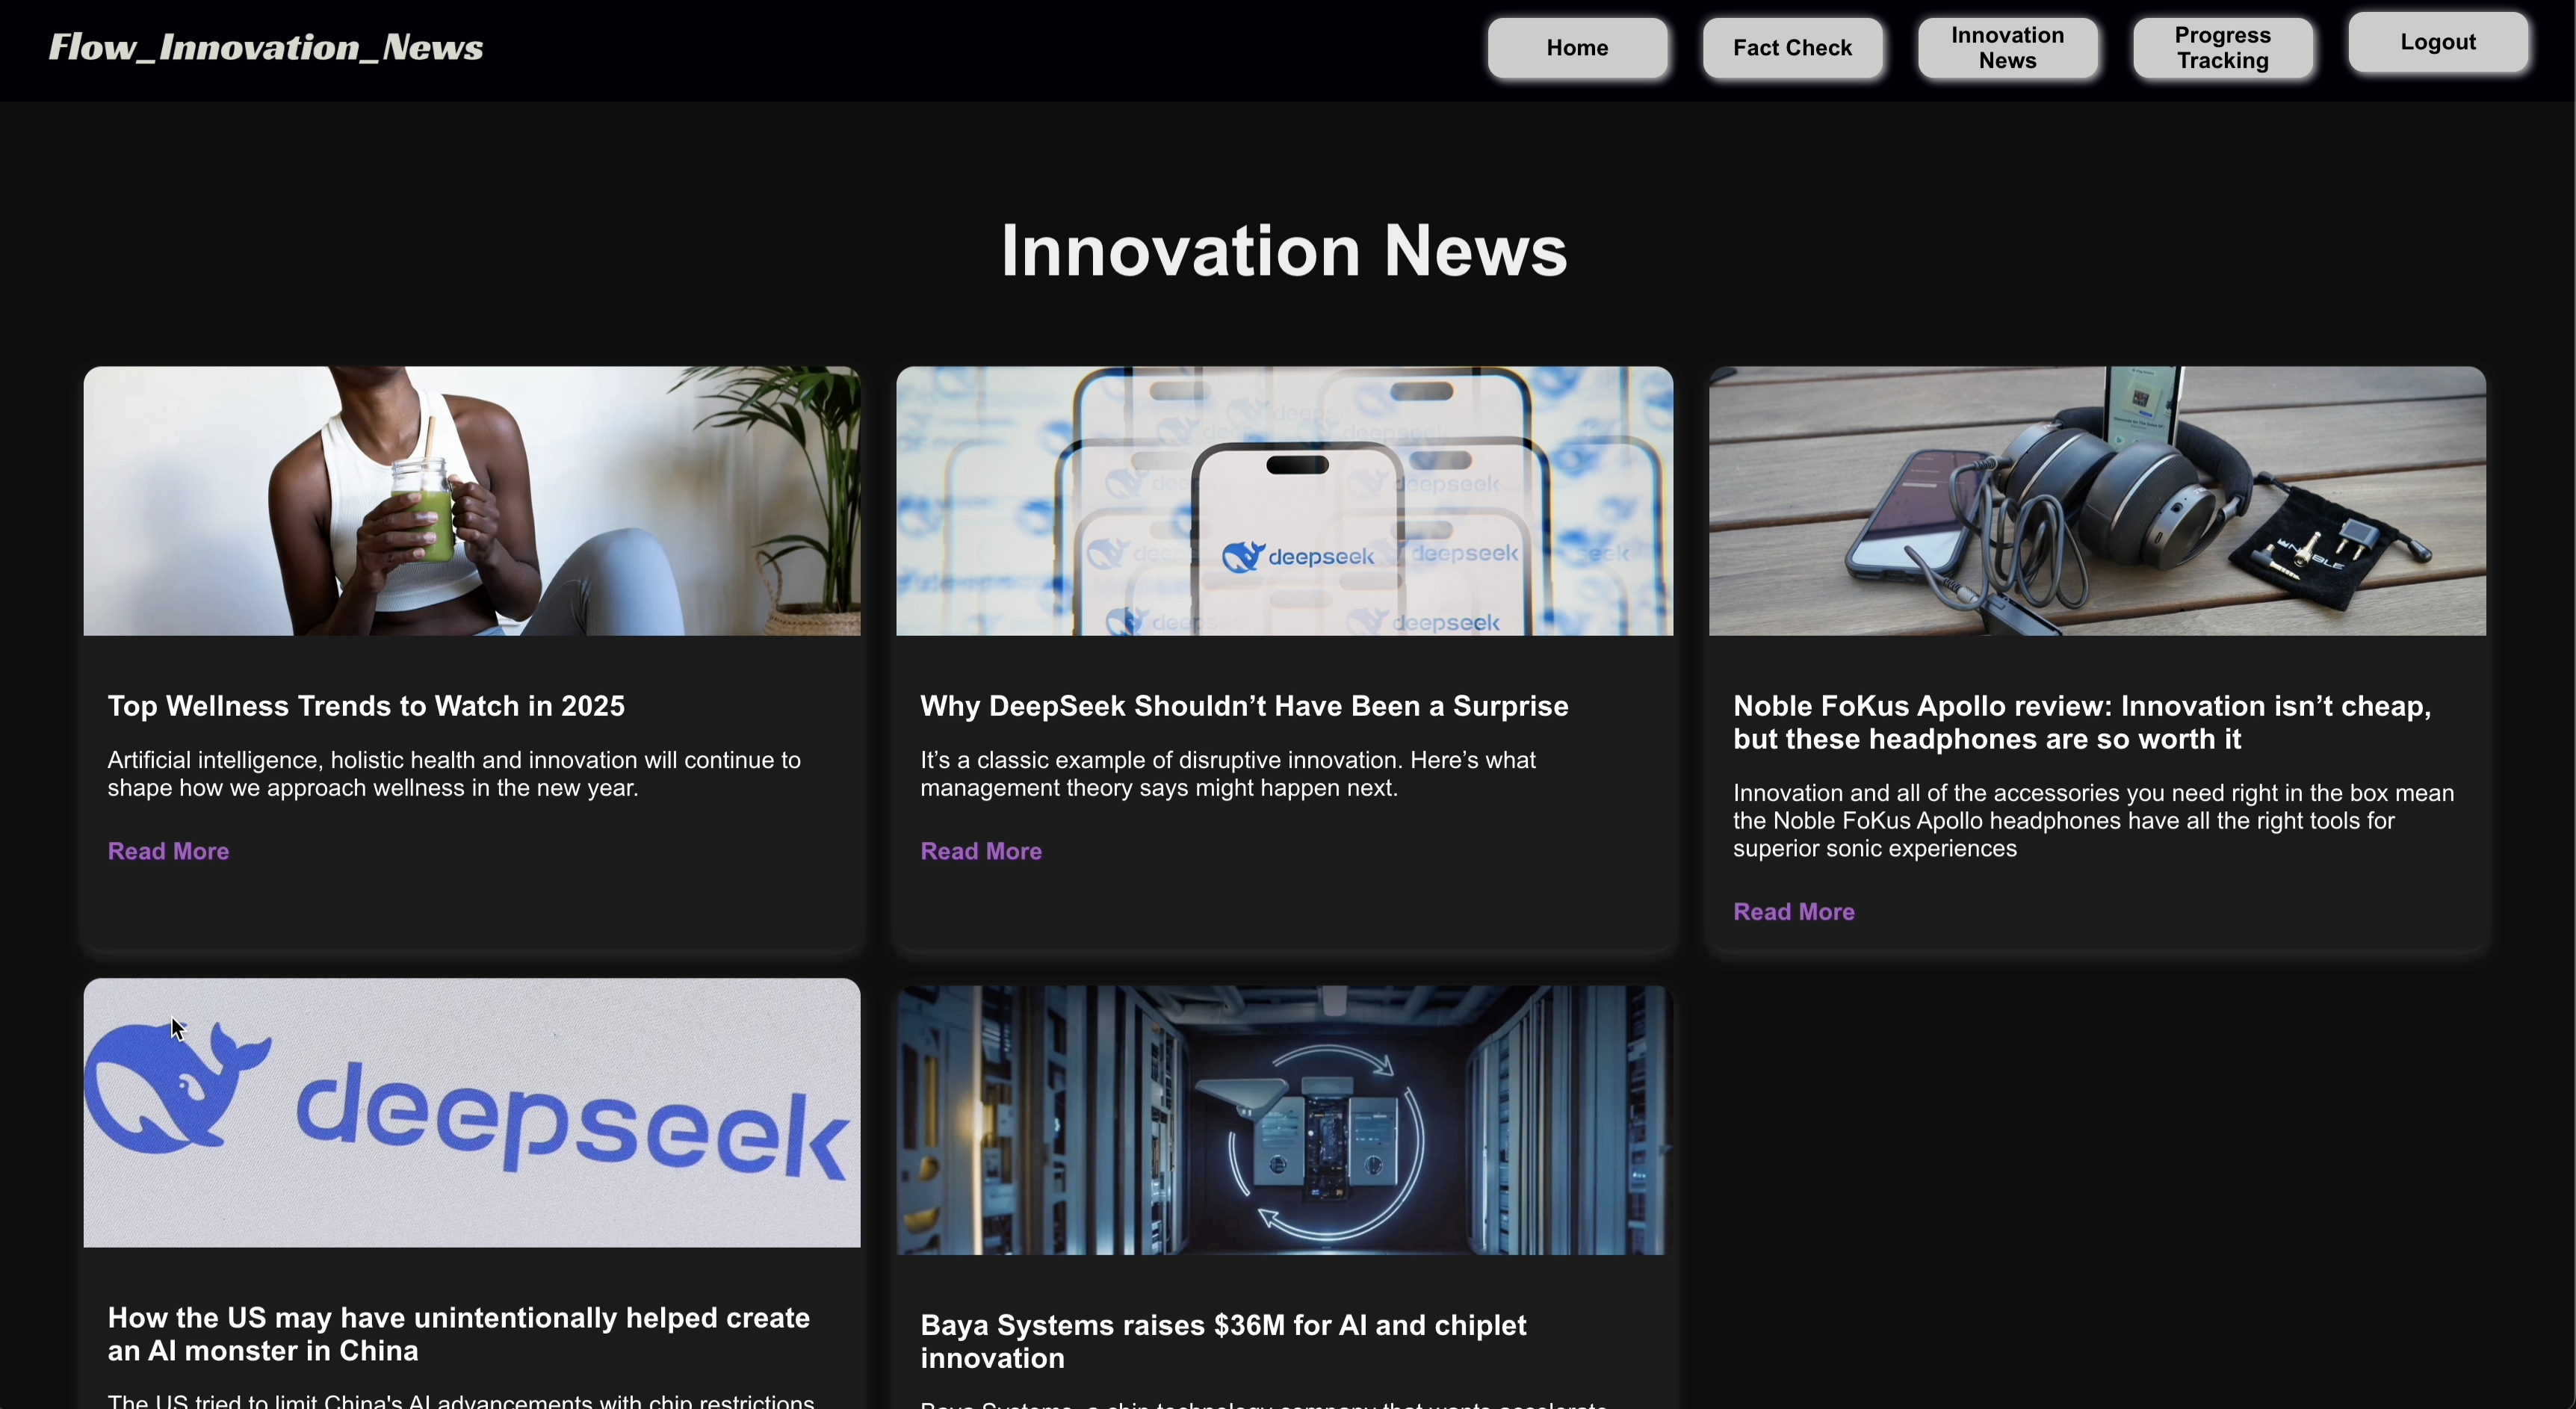 Flow_Innovation_News
Home
Fact Check
Innovation
News
Progress
Tracking
Logout
Innovation News
deepseek
deepseek
deepseek
deepseek
deepseek
NOBLE
Top Wellness Trends to Watch in 2025
Artificial intelligence, holistic health and innovation will continue to
shape how we approach wellness in the new year.
Read More
Why DeepSeek Shouldn’t Have Been a Surprise
It’s a classic example of disruptive innovation. Here’s what
management theory says might happen next.
Read More
Noble FoKus Apollo review: Innovation isn’t cheap,
but these headphones are so worth it
Innovation and all of the accessories you need right in the box mean
the Noble FoKus Apollo headphones have all the right tools for
superior sonic experiences
Read More
deepseek
How the US may have unintentionally helped create
an AI monster in China
The US tried to limit China's AI advancements with chip restrictions
Baya Systems raises $36M for AI and chiplet
innovation
Baya Systems, a chip technology company that wants accelerate